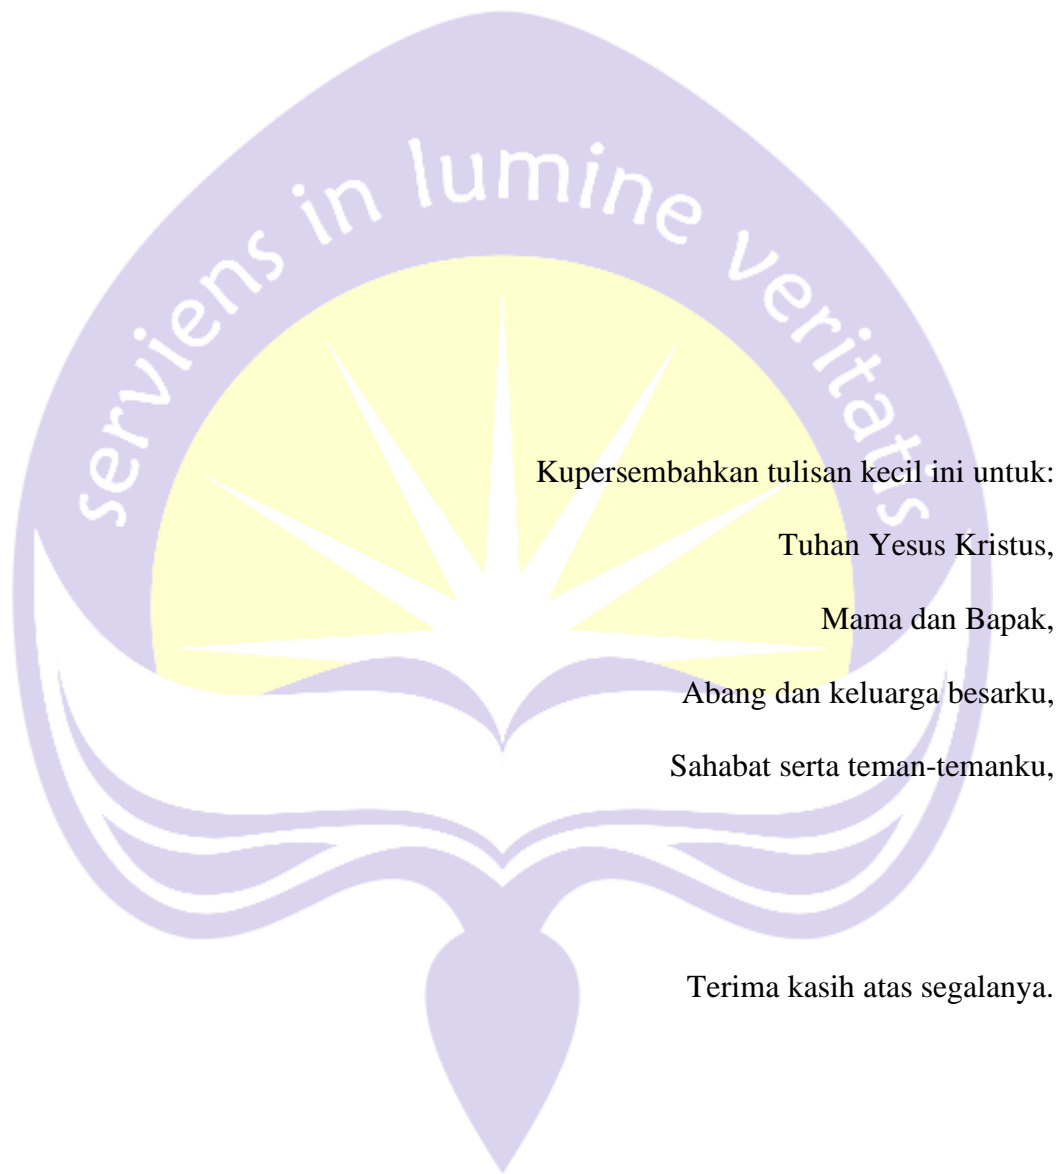 serviens in lumine veritatis
Kupersembahkan tulisan kecil ini untuk:
Tuhan Yesus Kristus,
Mama dan Bapak,
Abang dan keluarga besarku,
Sahabat serta teman-temanku,
Terima kasih atas segalanya.